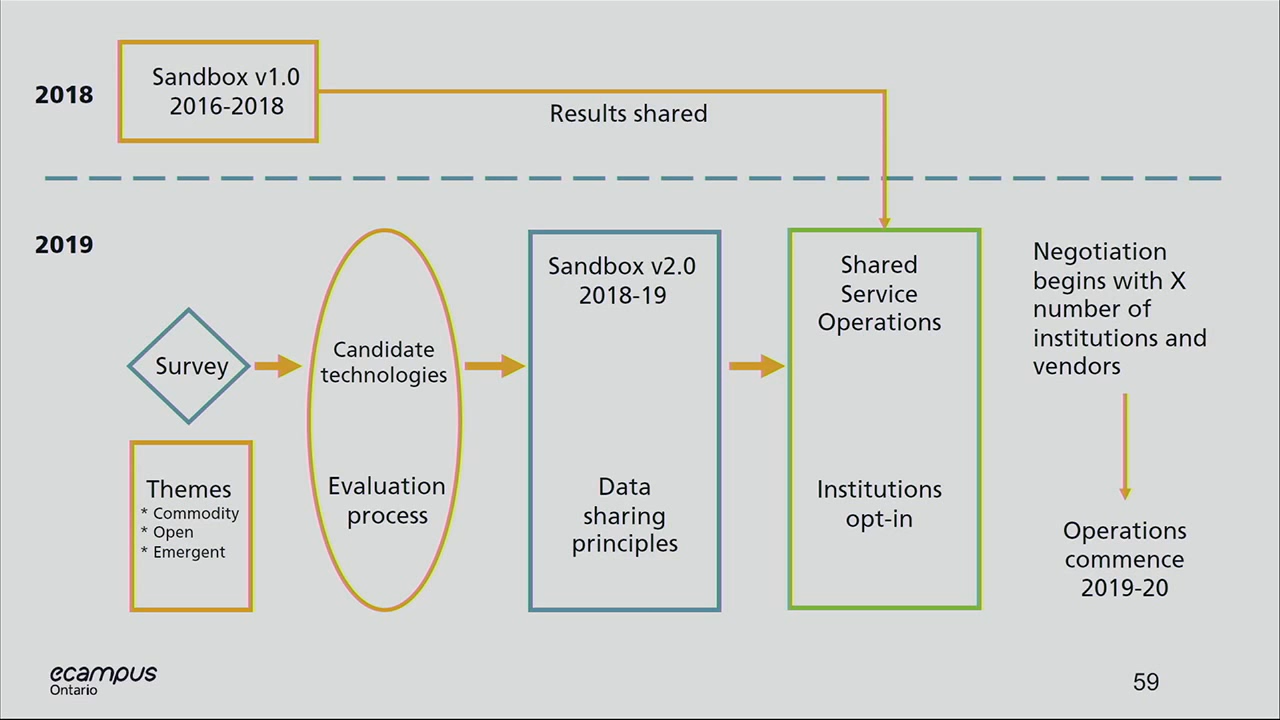 2018
Sandbox v1.0
2016-2018
Results shared
2019
Survey
Themes
* Commodity
* Open
* Emergent
Candidate
technologies
Evaluation
process
Sandbox v2.0
2018-19
Data
sharing
principles
Shared
Service
Operations
Institutions
opt-in
Negotiation
begins with X
number of
institutions and
vendors
Operations
commence
2019-20
ecampus
Ontario
59